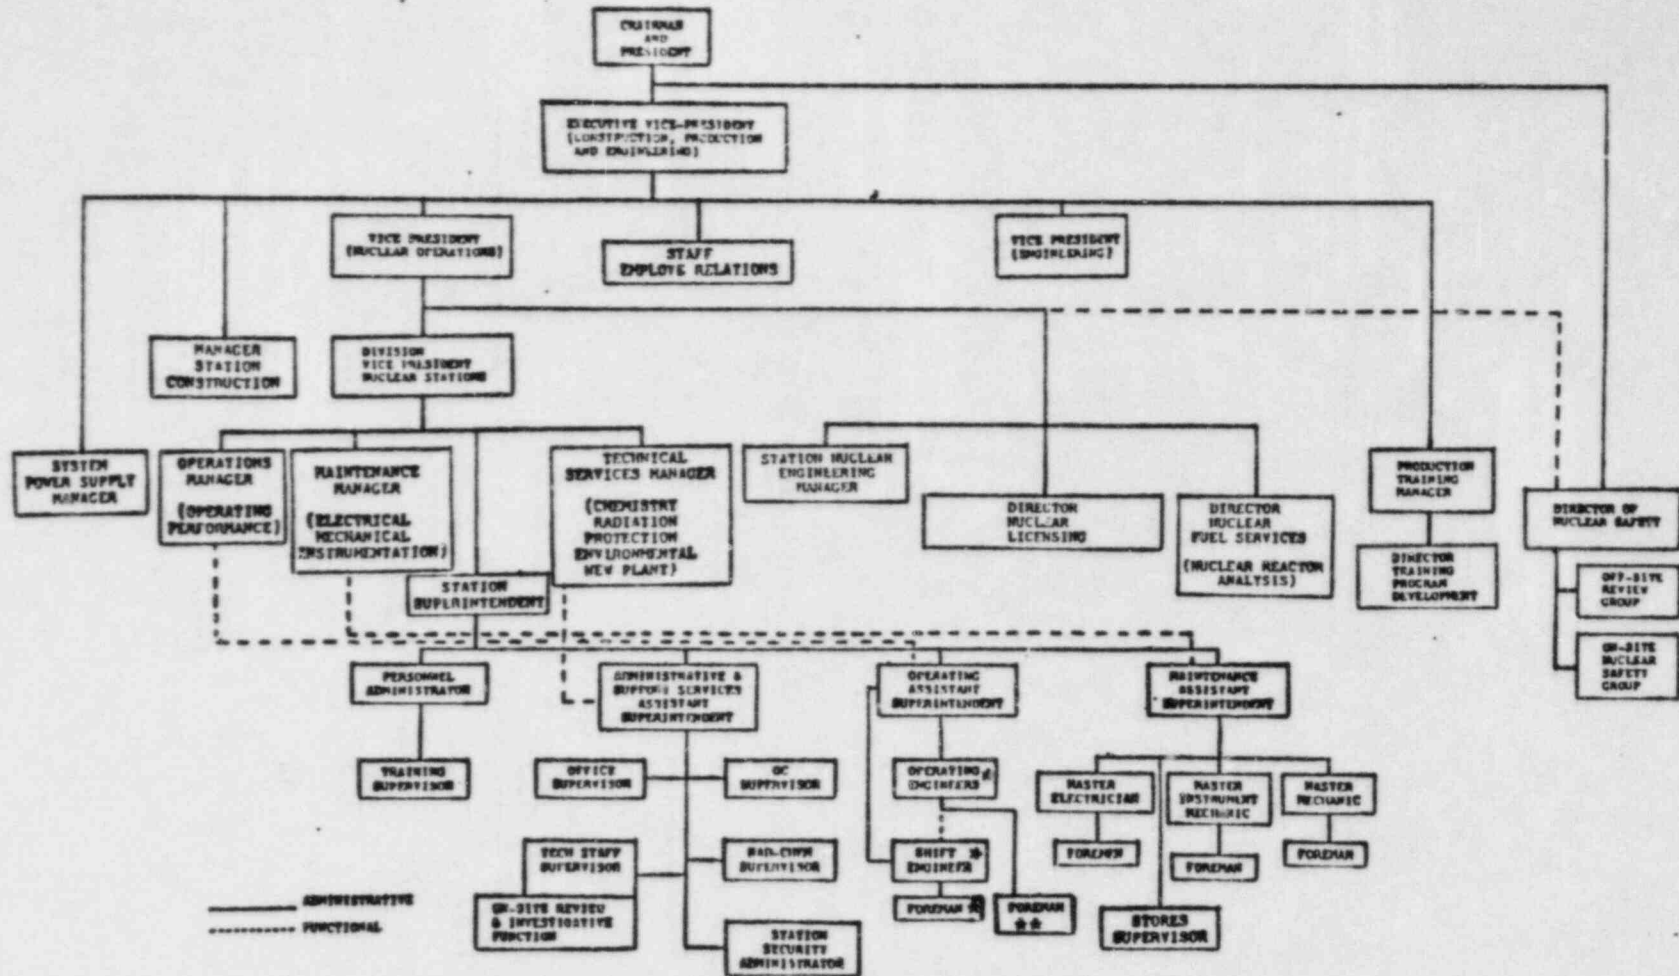 CHAIRMAN
AND
PRESIDENT
EXECUTIVE VICE-PRESIDENT
(CONSTRUCTION, PRODUCTION
AND ENGINEERING)
VICE PRESIDENT
(NUCLEAR OPERATIONS)
STAFF
EMPLOYE RELATIONS
VICE PRESIDENT
(ENGINEERING)
MANAGER
STATION
CONSTRUCTION
DIVISION
VICE PRESIDENT
NUCLEAR STATIONS
SYSTEM
POWER SUPPLY
MANAGER
OPERATIONS
MANAGER
(OPERATING
PERFORMANCE)
MAINTENANCE
MANAGER
(ELECTRICAL
MECHANICAL
INSTRUMENTATION)
STATION
SUPERINTENDENT
TECHNICAL
SERVICES MANAGER
(CHEMISTRY
RADIATION
PROTECTION
ENVIRONMENTAL
NEW PLANT)
STATION NUCLEAR
ENGINEERING
MANAGER
DIRECTOR
NUCLEAR
LICENSING
DIRECTOR
NUCLEAR
FUEL SERVICES
(NUCLEAR REACTOR
ANALYSIS)
PRODUCTION
TRAINING
MANAGER
DIRECTOR
TRAINING
PROGRAM
DEVELOPMENT
DIRECTOR OF
NUCLEAR SAFETY
OFF-SITE
REVIEW
GROUP
ON-SITE
NUCLEAR
SAFETY
GROUP
PERSONNEL
ADMINISTRATOR
ADMINISTRATIVE &
SUPPORT SERVICES
ASSISTANT
SUPERINTENDENT
OPERATING
ASSISTANT
SUPERINTENDENT
MAINTENANCE
ASSISTANT
SUPERINTENDENT
TRAINING
SUPERVISOR
OFFICE
SUPERVISOR
QC
SUPERVISOR
OPERATING *
ENGINEERS
MASTER
ELECTRICIAN
MASTER
INSTRUMENT
MECHANIC
MASTER
MECHANIC
TECH STAFF
SUPERVISOR
RAD-CHEM
SUPERVISOR
SHIFT *
ENGINEER
FOREMEN
FOREMAN
FOREMAN
ON-SITE REVIEW
& INVESTIGATIVE
FUNCTION
STATION
SECURITY
ADMINISTRATOR
FOREMAN *
FOREMAN
**
STORES
SUPERVISOR
ADMINISTRATIVE
FUNCTIONAL